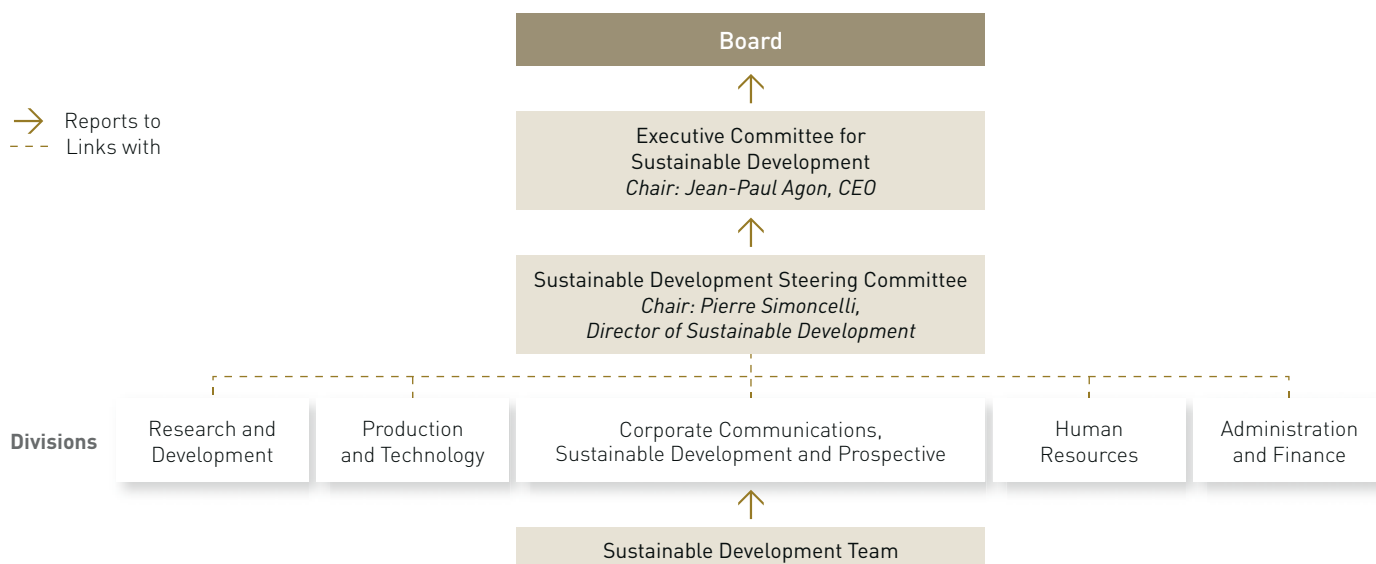 Board
Reports to
Links with
Executive Committee for
Sustainable Development
Chair: Jean-Paul Agon, CEO
Sustainable Development Steering Committee
Chair: Pierre Simoncelli,
Director of Sustainable Development
Divisions
Research and
Development
Production
and Technology
Corporate Communications,
Sustainable Development and Prospective
Human
Resources
Administration
and Finance
Sustainable Development Team